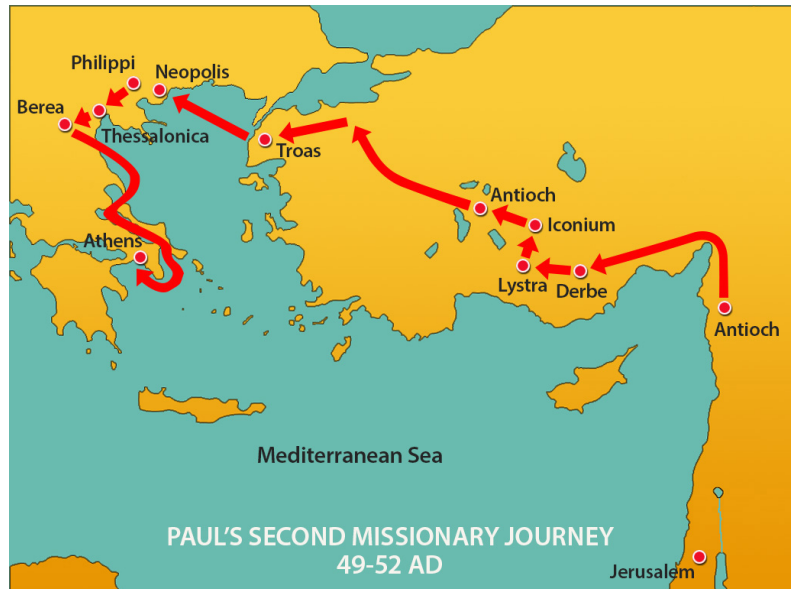 Philippi
Neopolis
Berea
Thessalonica
Troas
Antioch
Iconium
Athens
Lystra
Derbe
Antioch
Mediterranean Sea
PAUL'S SECOND MISSIONARY JOURNEY
49-52 AD
Jerusalem